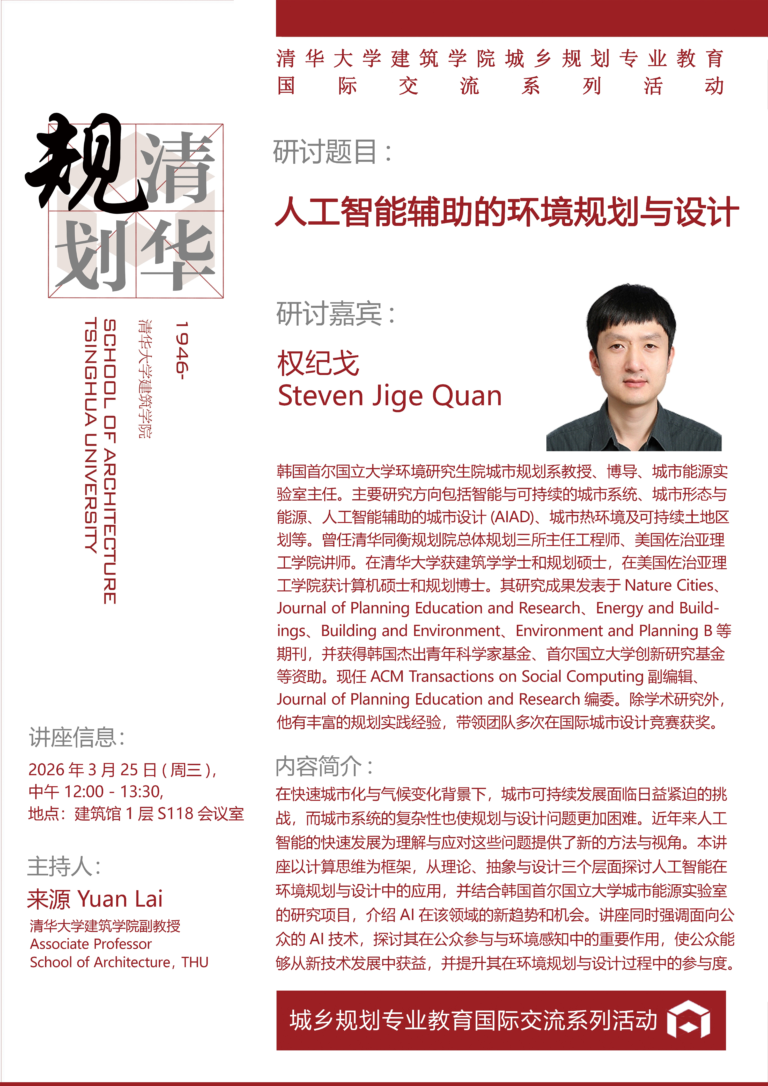 清华大学建筑学院城乡规划专业教育
国际交流系列活动
规
清
划
华
1946-
清华大学建筑学院
SCHOOL OF ARCHITECTURE
TSINGHUA UNIVERSITY
研讨题目：
人工智能辅助的环境规划与设计
研讨嘉宾：
权纪戈
Steven Jige Quan
韩国首尔国立大学环境研究生院城市规划系教授、博导、城市能源实
验室主任。主要研究方向包括智能与可持续的城市系统、城市形态与
能源、人工智能辅助的城市设计 (AIAD)、城市热环境及可持续土地区
划等。曾任清华同衡规划院总体规划三所主任工程师、美国佐治亚理
工学院讲师。在清华大学获建筑学学士和规划硕士，在美国佐治亚理
工学院获计算机硕士和规划博士。其研究成果发表于 Nature Cities、
Journal of Planning Education and Research、Energy and Build-
ings、Building and Environment、Environment and Planning B 等
期刊，并获得韩国杰出青年科学家基金、首尔国立大学创新研究基金
等资助。现任 ACM Transactions on Social Computing 副编辑、
Journal of Planning Education and Research 编委。除学术研究外，
他有丰富的规划实践经验，带领团队多次在国际城市设计竞赛获奖。
讲座信息：
2026 年 3 月 25 日 ( 周三 ),
中午 12:00 - 13:30,
地点：建筑馆 1 层 S118 会议室
主持人：
来源 Yuan Lai
清华大学建筑学院副教授
Associate Professor
School of Architecture, THU
内容简介：
在快速城市化与气候变化背景下，城市可持续发展面临日益紧迫的挑
战，而城市系统的复杂性也使规划与设计问题更加困难。近年来人工
智能的快速发展为理解与应对这些问题提供了新的方法与视角。本讲
座以计算思维为框架，从理论、抽象与设计三个层面探讨人工智能在
环境规划与设计中的应用，并结合韩国首尔国立大学城市能源实验室
的研究项目，介绍 AI 在该领域的新趋势和机会。讲座同时强调面向公
众的 AI 技术，探讨其在公众参与与环境感知中的重要作用，使公众能
够从新技术发展中获益，并提升其在环境规划与设计过程中的参与度。
城乡规划专业教育国际交流系列活动